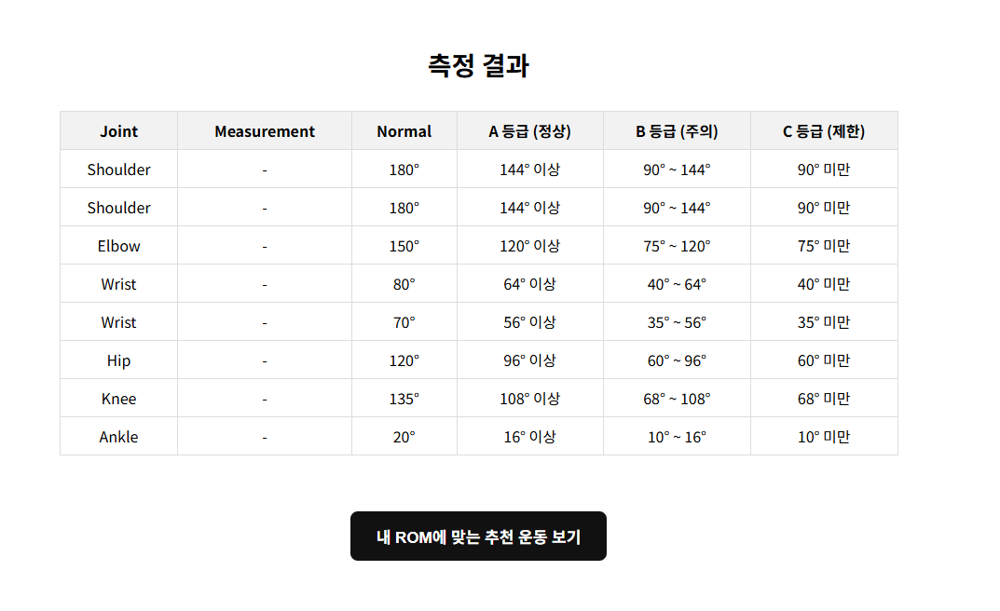 측정 결과
Joint Measurement Normal A 등급 (정상) B 등급 (주의) C 등급 (제한)
Shoulder - 180° 144° 이상 90° ~ 144° 90° 미만
Shoulder - 180° 144° 이상 90° ~ 144° 90° 미만
Elbow - 150° 120° 이상 75° ~ 120° 75° 미만
Wrist - 80° 64° 이상 40° ~ 64° 40° 미만
Wrist - 70° 56° 이상 35° ~ 56° 35° 미만
Hip - 120° 96° 이상 60° ~ 96° 60° 미만
Knee - 135° 108° 이상 68° ~ 108° 68° 미만
Ankle - 20° 16° 이상 10° ~ 16° 10° 미만
내 ROM에 맞는 추천 운동 보기